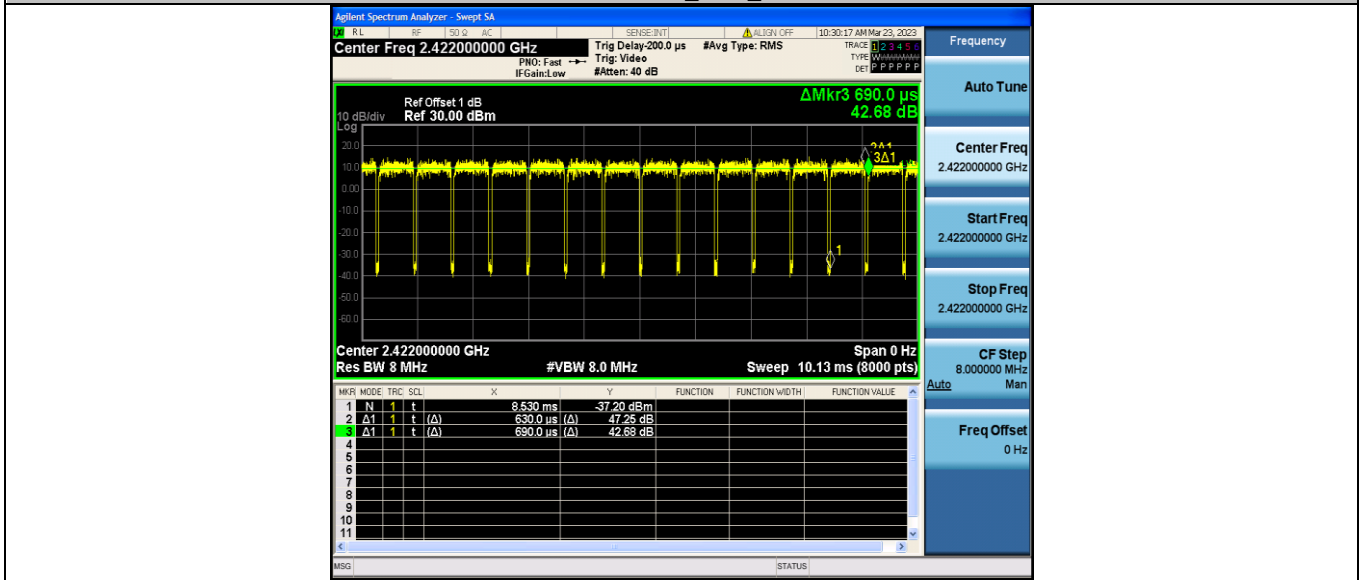 Agilent Spectrum Analyzer - Swept SA
RL RF 50 Ω AC SENSE:INT ALIGN OFF 10:30:17 AM Mar 23, 2023
Center Freq 2.422000000 GHz
PNO: Fast
IFGain:Low
Trig Delay-200.0 µs
Trig: Video
#Atten: 40 dB
#Avg Type: RMS
TRACE 1 2 3 4 5 6
TYPE
DET P P P P P P
Ref Offset 1 dB
10 dB/div Ref 30.00 dBm
Log
ΔMkr3 690.0 µs
42.68 dB
20.0
10.0
0.00
-10.0
-20.0
-30.0
-40.0
-50.0
-60.0
2Δ1
3Δ1
1
Center 2.422000000 GHz Span 0 Hz
Res BW 8 MHz #VBW 8.0 MHz Sweep 10.13 ms (8000 pts)
MKR MODE TRC SCL X Y FUNCTION FUNCTION WIDTH FUNCTION VALUE
1 N 1 t 8.530 ms -37.20 dBm
2 Δ1 1 t (Δ) 630.0 µs (Δ) 47.25 dB
3 Δ1 1 t (Δ) 690.0 µs (Δ) 42.68 dB
4
5
6
7
8
9
10
11
MSG STATUS
Frequency
Auto Tune
Center Freq
2.422000000 GHz
Start Freq
2.422000000 GHz
Stop Freq
2.422000000 GHz
CF Step
8.000000 MHz
Auto Man
Freq Offset
0 Hz